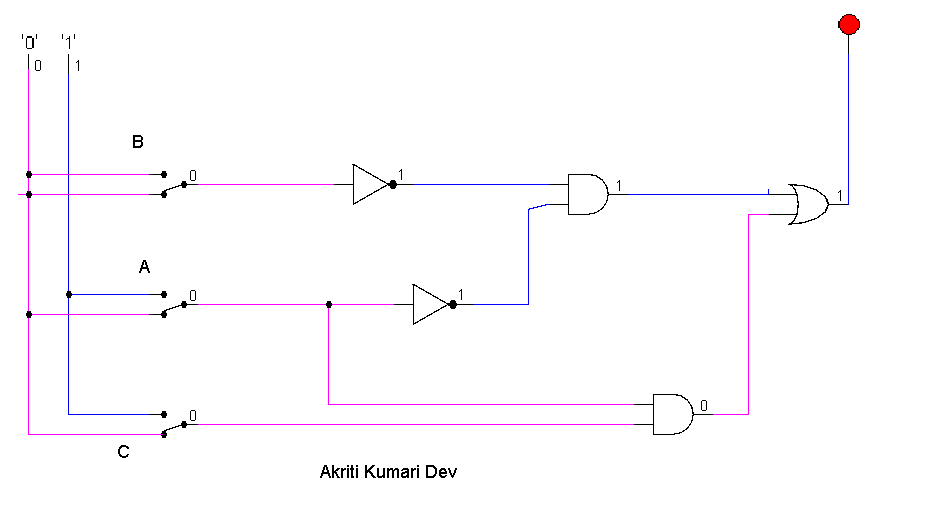 '0' '1'
0 1
B
0 1 1 1
A
0 1
0 0
C
Akriti Kumari Dev